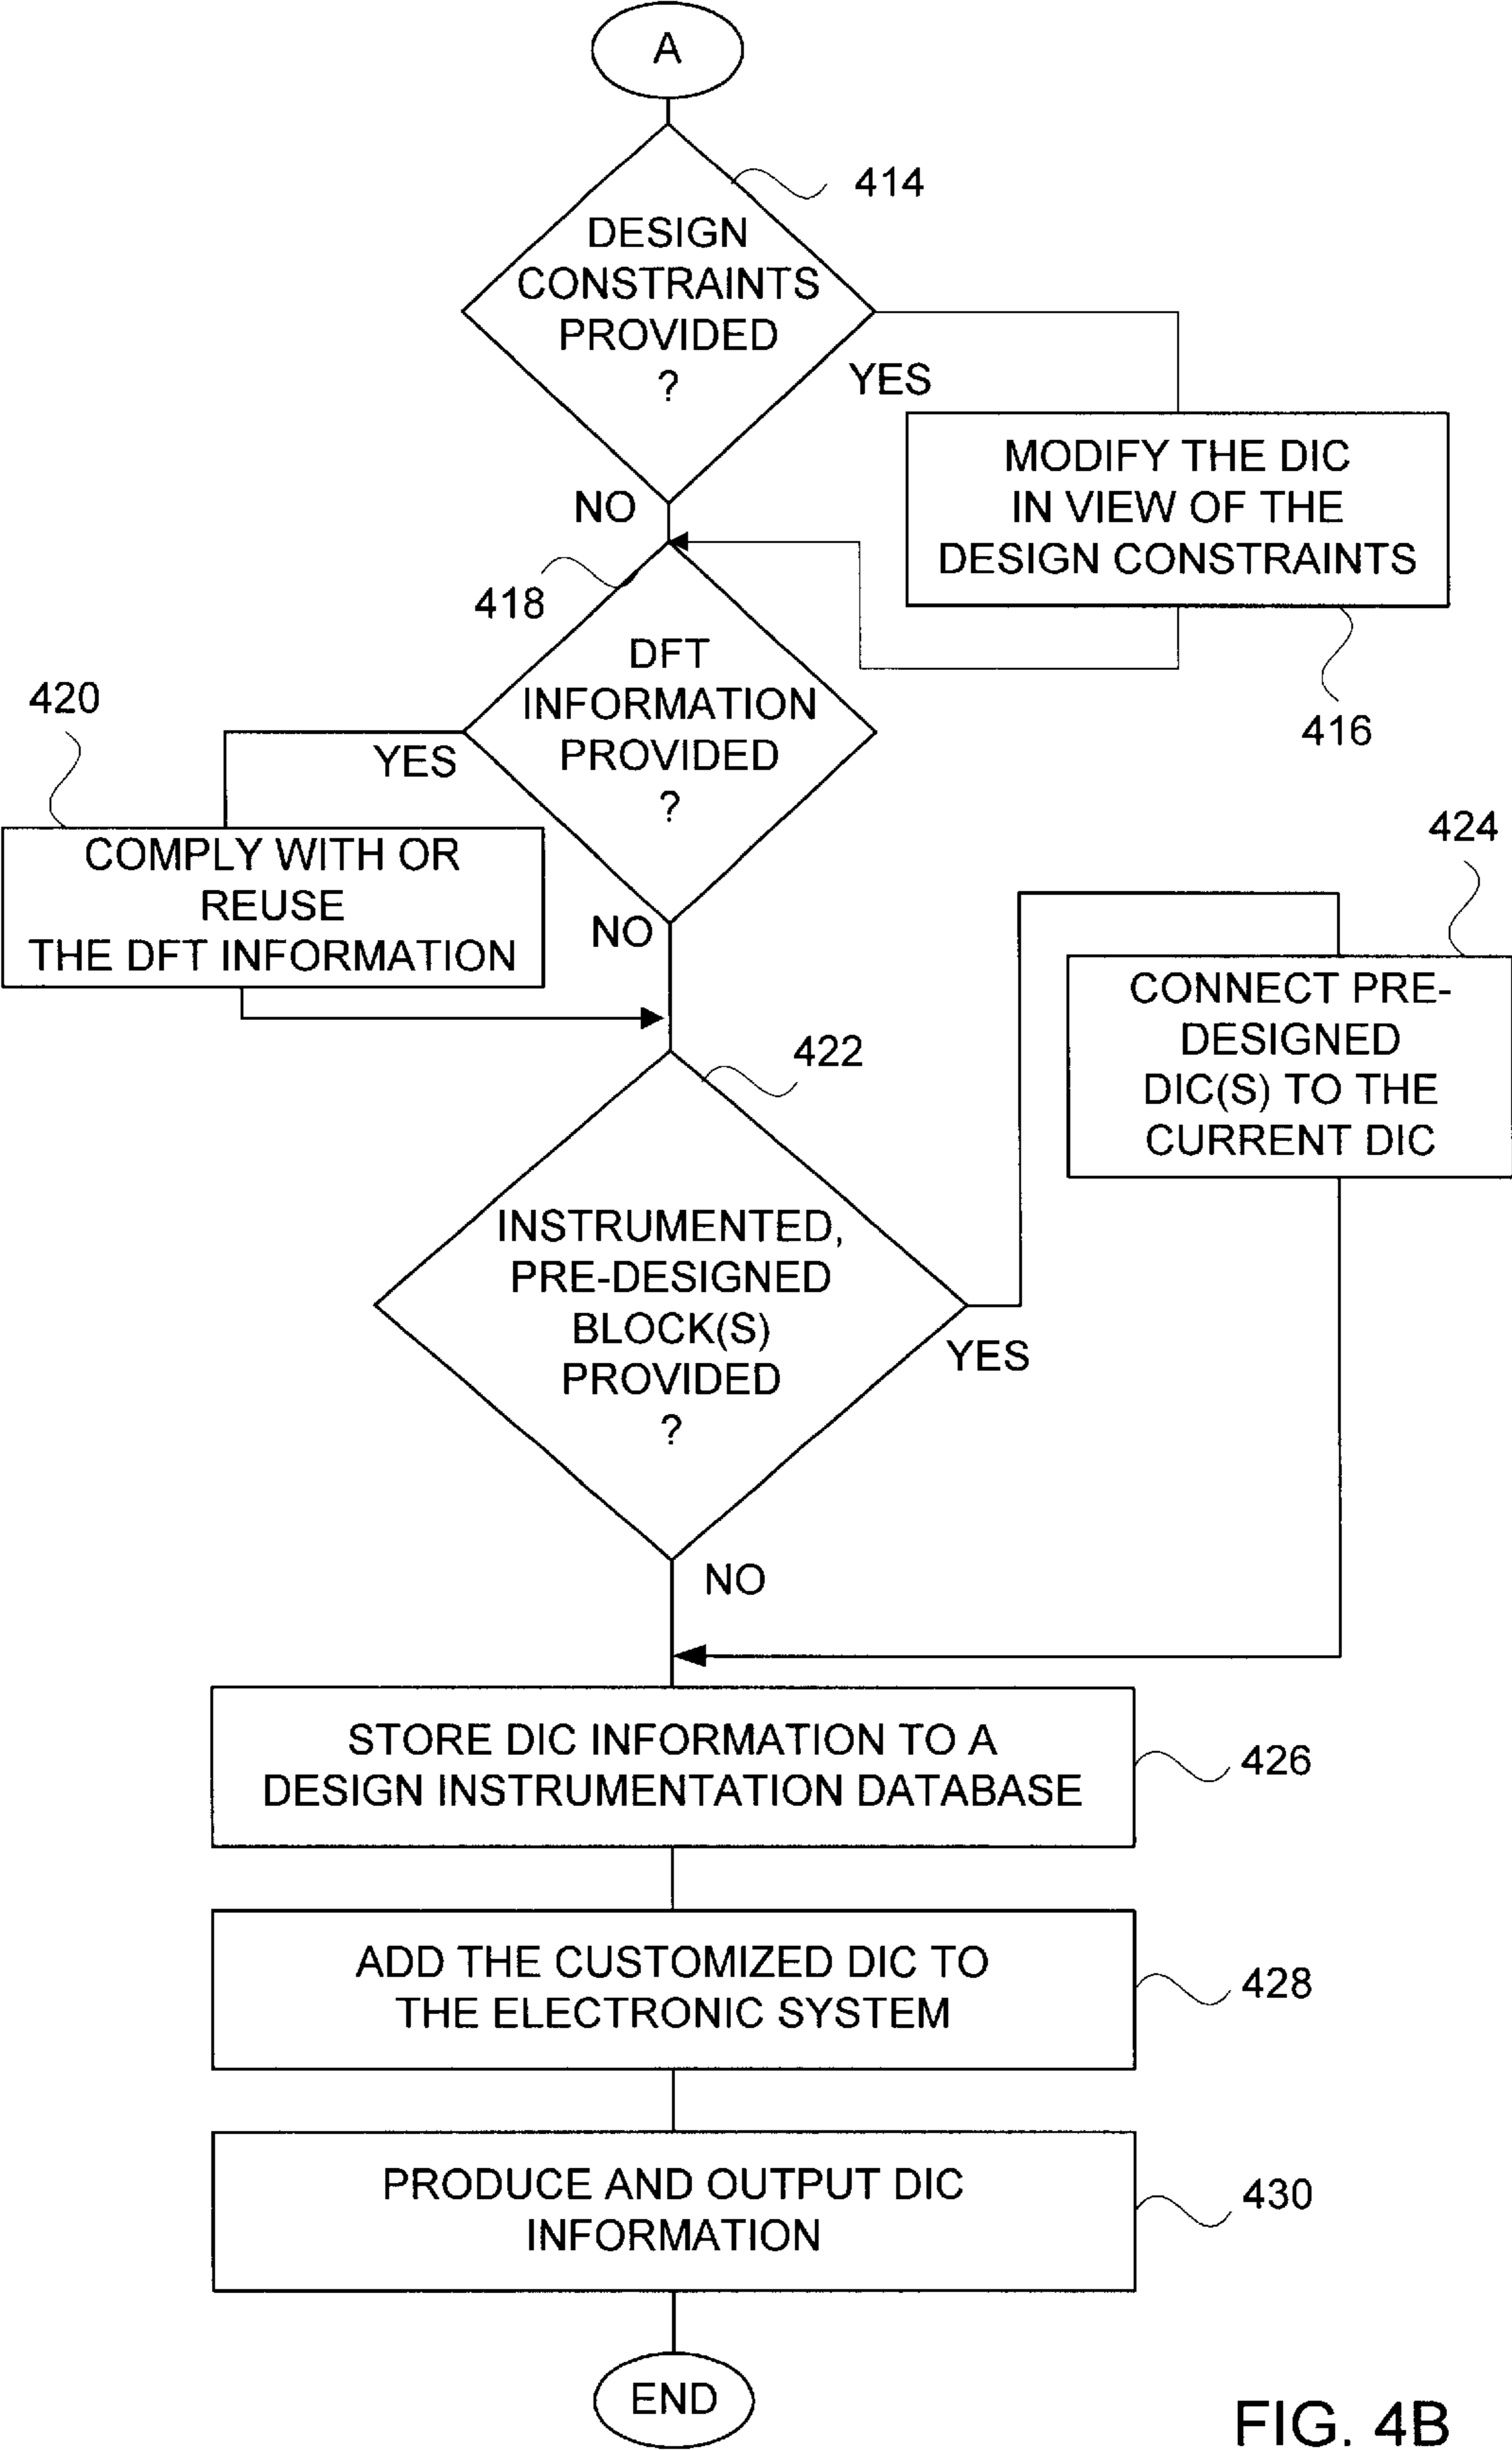 A
414
DESIGN
CONSTRAINTS
PROVIDED
?
YES
NO
MODIFY THE DIC
IN VIEW OF THE
DESIGN CONSTRAINTS
416
418
DFT
INFORMATION
PROVIDED
?
YES
NO
420
COMPLY WITH OR
REUSE
THE DFT INFORMATION
422
INSTRUMENTED,
PRE-DESIGNED
BLOCK(S)
PROVIDED
?
YES
NO
424
CONNECT PRE-
DESIGNED
DIC(S) TO THE
CURRENT DIC
STORE DIC INFORMATION TO A
DESIGN INSTRUMENTATION DATABASE
426
ADD THE CUSTOMIZED DIC TO
THE ELECTRONIC SYSTEM
428
PRODUCE AND OUTPUT DIC
INFORMATION
430
END
FIG. 4B